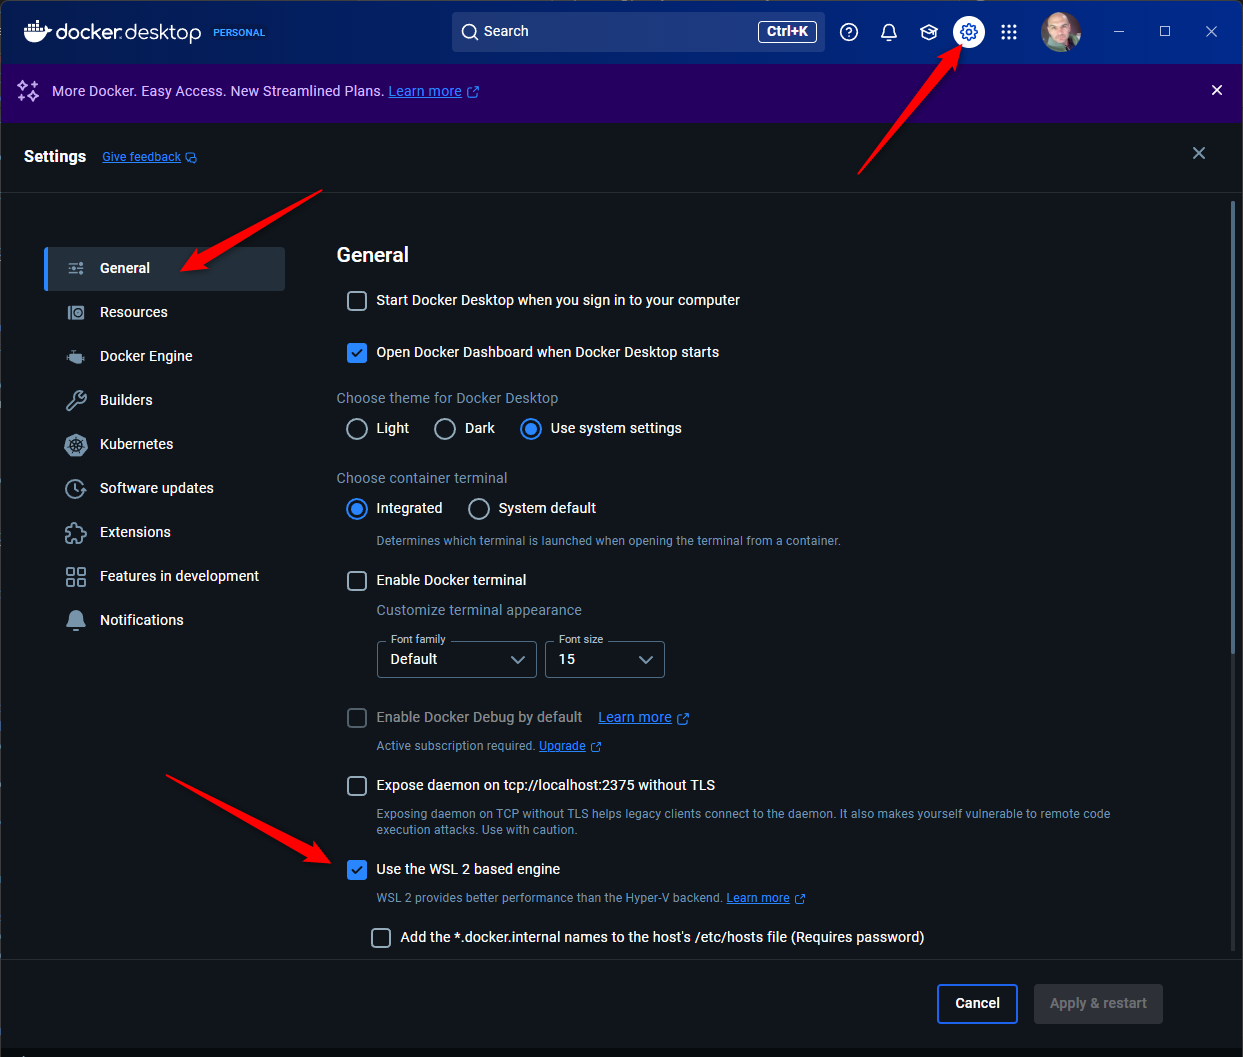 docker.desktop PERSONAL
Search Ctrl+K
More Docker. Easy Access. New Streamlined Plans. Learn more
Settings Give feedback
General
Resources
Docker Engine
Builders
Kubernetes
Software updates
Extensions
Features in development
Notifications
General
Start Docker Desktop when you sign in to your computer
Open Docker Dashboard when Docker Desktop starts
Choose theme for Docker Desktop
Light Dark Use system settings
Choose container terminal
Integrated System default
Determines which terminal is launched when opening the terminal from a container.
Enable Docker terminal
Customize terminal appearance
Font family Font size
Default 15
Enable Docker Debug by default Learn more
Active subscription required. Upgrade
Expose daemon on tcp://localhost:2375 without TLS
Exposing daemon on TCP without TLS helps legacy clients connect to the daemon. It also makes yourself vulnerable to remote code
execution attacks. Use with caution.
Use the WSL 2 based engine
WSL 2 provides better performance than the Hyper-V backend. Learn more
Add the *.docker.internal names to the host's /etc/hosts file (Requires password)
Cancel Apply & restart